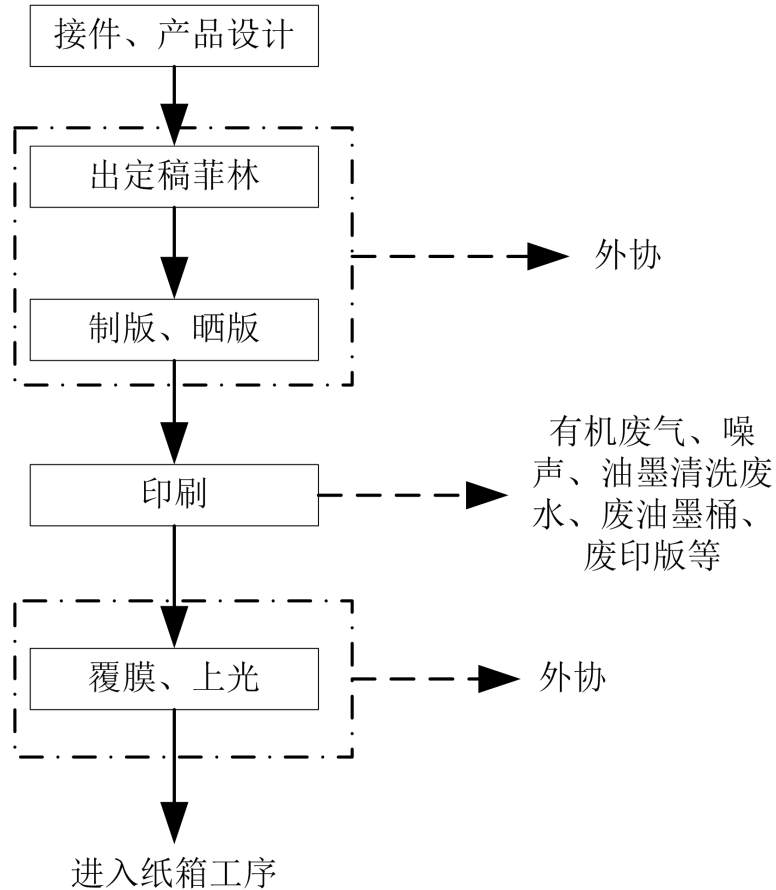 接件、产品设计
出定稿菲林
外协
制版、晒版
有机废气、噪
声、油墨清洗废
水、废油墨桶、
废印版等
印刷
覆膜、上光
外协
进入纸箱工序